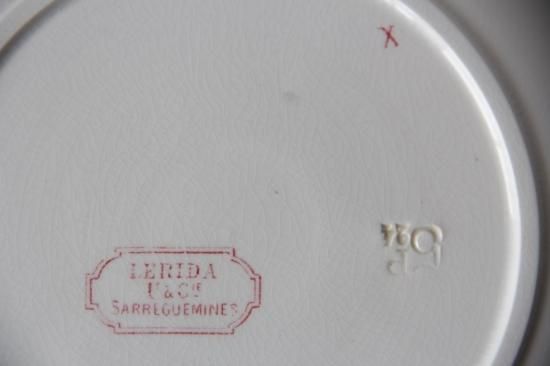 X
LERIDA
U & Cie
SARREGUEMINES